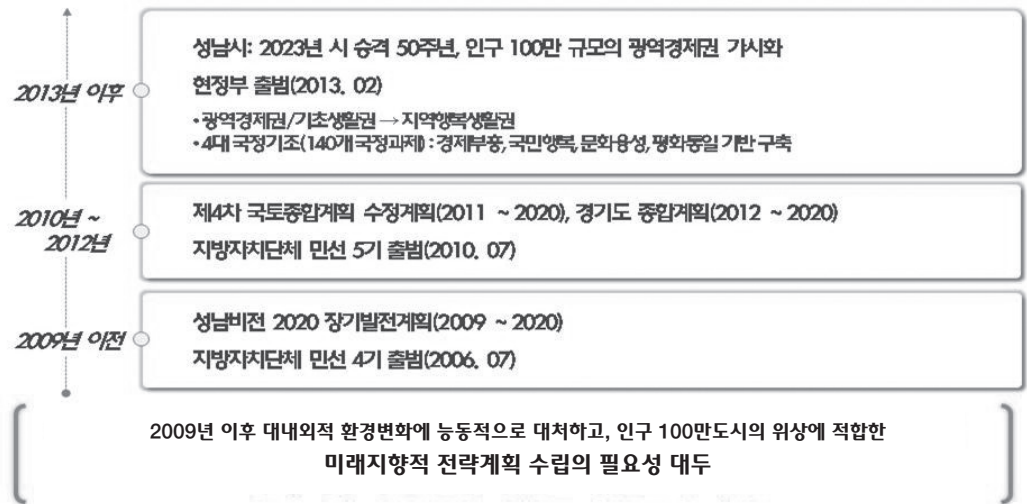 2013년 이후
성남시: 2023년 시 승격 50주년, 인구 100만 규모의 광역경제권 가시화
현정부 출범(2013. 02)
• 광역경제권/기초생활권 → 지역행복생활권
• 4대 국정기조(140개 국정과제) : 경제부흥, 국민행복, 문화융성, 평화통일 기반 구축
2010년 ~
2012년
제4차 국토종합계획 수정계획(2011 ~ 2020), 경기도 종합계획(2012 ~ 2020)
지방자치단체 민선 5기 출범(2010. 07)
2009년 이전
성남비전 2020 장기발전계획(2009 ~ 2020)
지방자치단체 민선 4기 출범(2006. 07)
2009년 이후 대내외적 환경변화에 능동적으로 대처하고, 인구 100만도시의 위상에 적합한
미래지향적 전략계획 수립의 필요성 대두